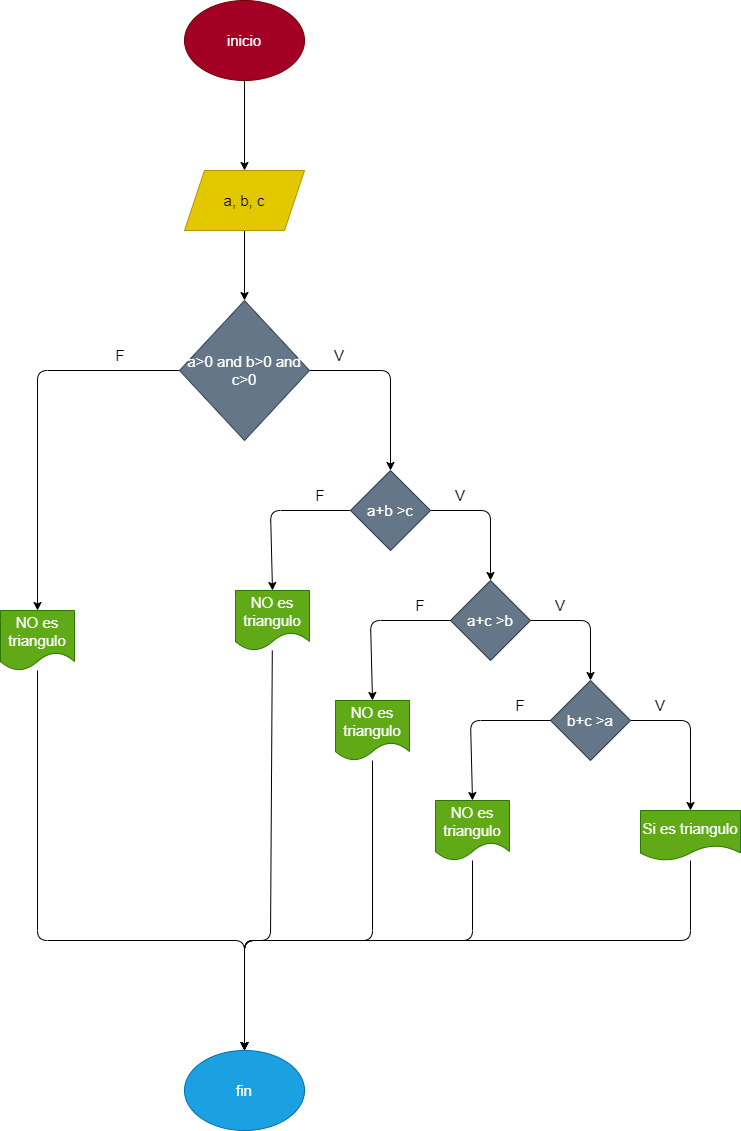 inicio
a, b, c
a>0 and b>0 and
c>0
F
V
a+b >c
F
V
a+c >b
F
V
b+c >a
F
V
NO es
triangulo
NO es
triangulo
NO es
triangulo
NO es
triangulo
Si es triangulo
fin